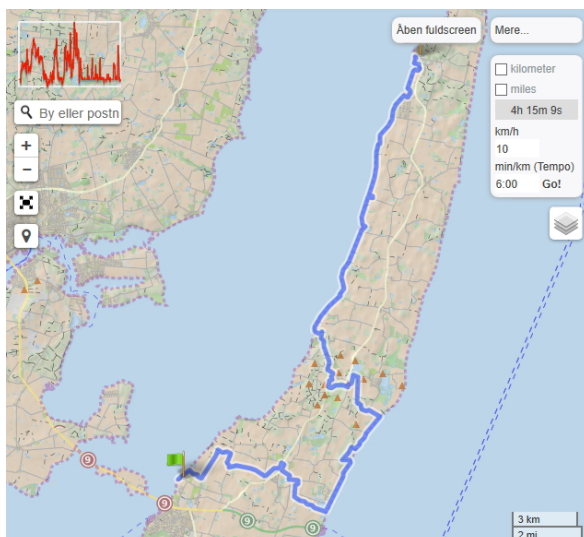 Åben fuldscreen
Mere...
kilometer
miles
4h 15m 9s
km/h
10
min/km (Tempo)
6:00 Go!
By eller postn
+
−
9
9
9
9
3 km
2 mi